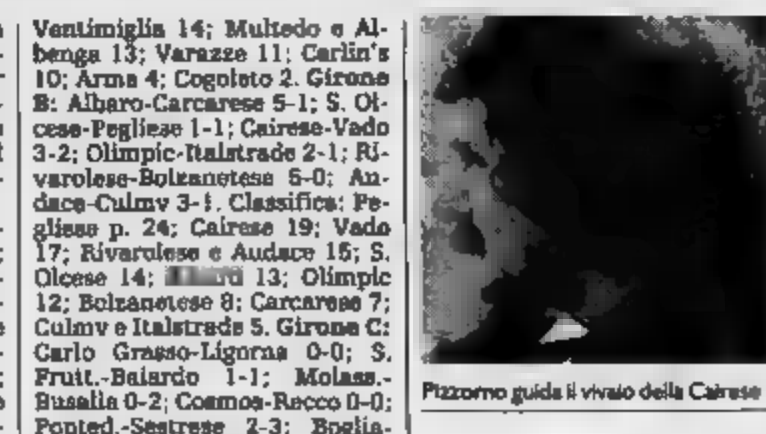 Ventimiglia 14; Multedo e Al-
benga 13; Varazze 11; Carlin's
10; Arma 4; Cogoleto 2. Girone
B: Albaro-Carcarese 5-1; S. Ol-
cese-Pegliese 1-1; Cairese-Vado
3-2; Olimpic-Italstrade 2-1; Ri-
varolese-Bolzanetese 5-0; Au-
dace-Culmv 3-1. Classifica: Pe-
gliese p. 24; Cairese 19; Vado
17; Rivarolese e Audace 15; S.
Olcese 14; 13; Olimpic
12; Bolzanetese 8; Carcarese 7;
Culmv e Italstrade 5. Girone C:
Carlo Grasso-Ligorna 0-0; S.
Fruit.-Baiardo 1-1; Molass.-
Busalla 0-2; Cosmos-Recco 0-0;
Ponted.-Sestrese 2-3; Boglia-
Pizzorno guida il vivaio della Cairese